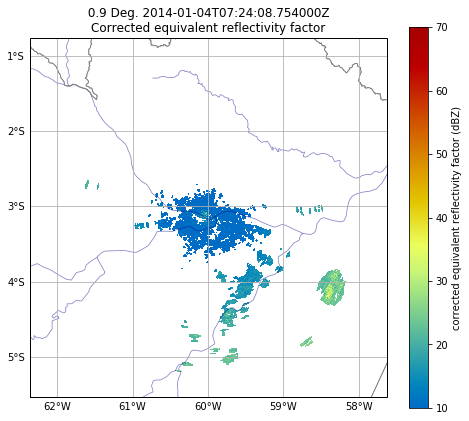 0.9 Deg. 2014-01-04T07:24:08.754000Z
Corrected equivalent reflectivity factor
1°S
2°S
3°S
4°S
5°S
62°W
61°W
60°W
59°W
58°W
70
60
50
40
30
20
10
corrected equivalent reflectivity factor (dBZ)